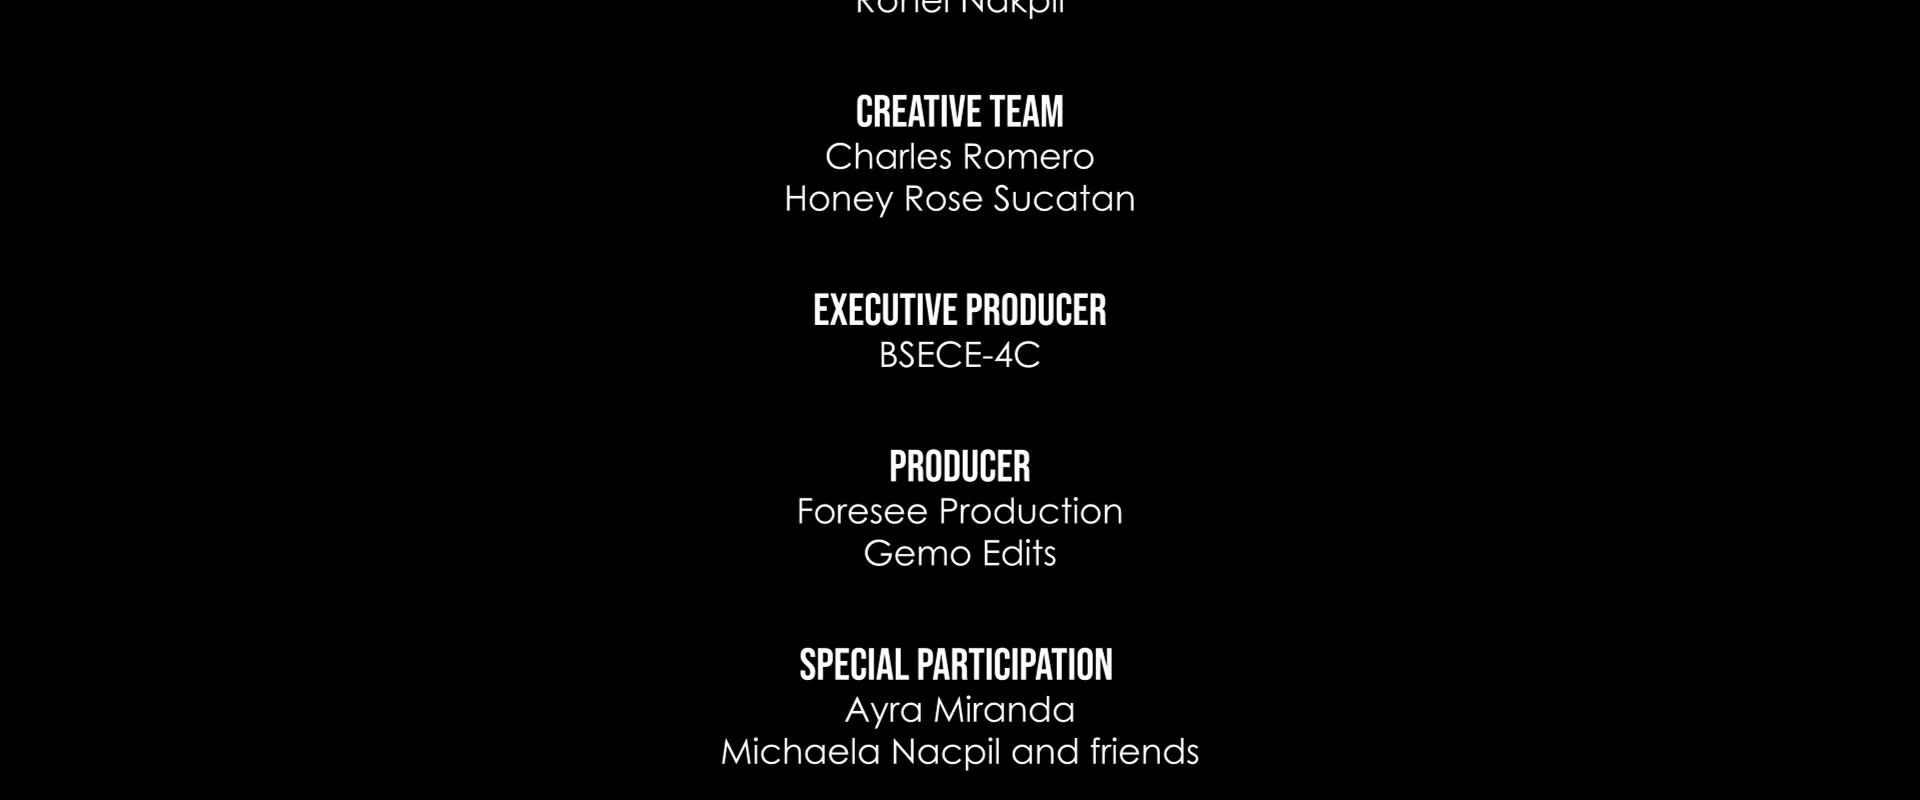 Nakpil
CREATIVE TEAM
Charles Romero
Honey Rose Sucatan
EXECUTIVE PRODUCER
BSECE-4C
PRODUCER
Foresee Production
Gemo Edits
SPECIAL PARTICIPATION
Ayra Miranda
Michaela Nacpil and friends